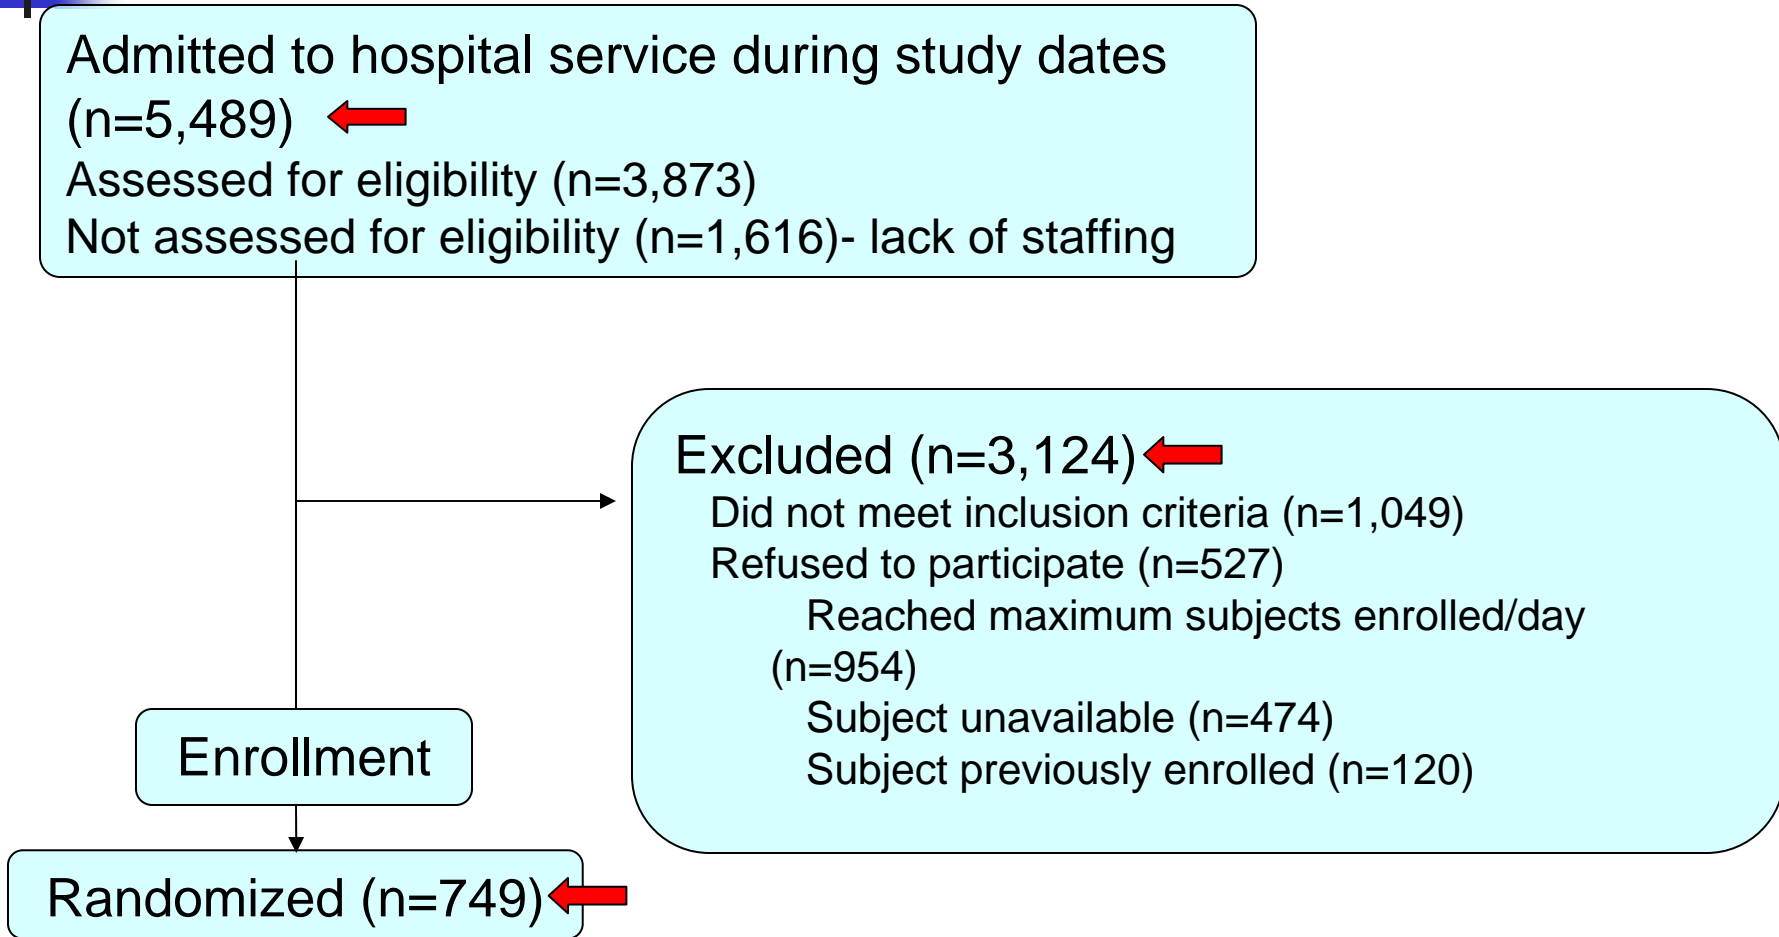 Admitted to hospital service during study dates
(n=5,489)
Assessed for eligibility (n=3,873)
Not assessed for eligibility (n=1,616)- lack of staffing
Excluded (n=3,124)
Did not meet inclusion criteria (n=1,049)
Refused to participate (n=527)
Reached maximum subjects enrolled/day
(n=954)
Subject unavailable (n=474)
Subject previously enrolled (n=120)
Enrollment
Randomized (n=749)